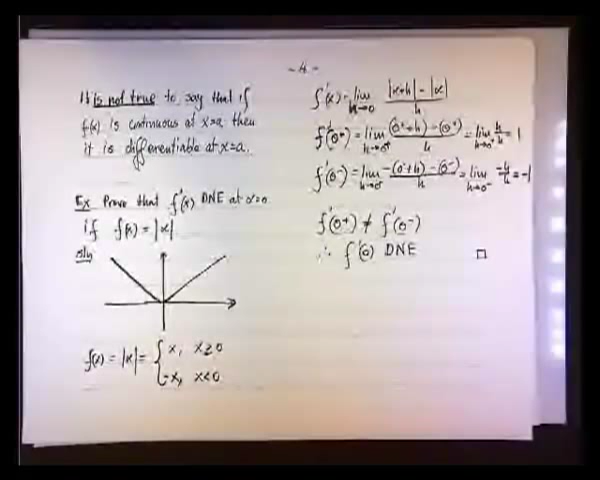 - 4 -
It is not true to say that if
f(x) is continuous at x=a, then
it is differentiable at x=a.
Ex Prove that f'(x) DNE at x=0
if f(x) = |x|
sln
f(x) = |x| = { x, x≥0
-x, x<0
f'(x) = lim h→0 |x+h| - |x| / h
f'(0⁺) = lim h→0⁺ (0⁺+h) - (0⁺) / h = lim h→0⁺ h/h = 1
f'(0⁻) = lim h→0⁻ -(0⁻+h) - (0⁻) / h = lim h→0⁻ -h/h = -1
f'(0⁺) ≠ f'(0⁻)
∴ f'(0) DNE □